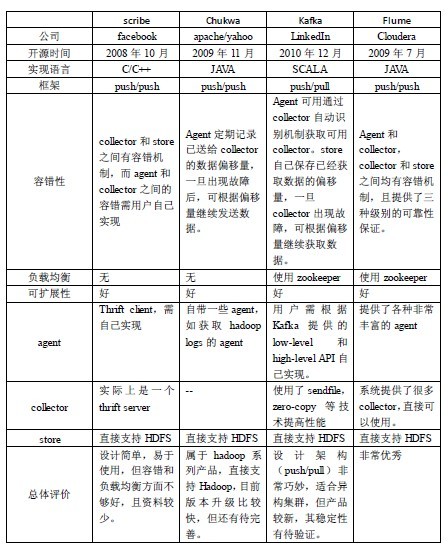 scribe Chukwa Kafka Flume
公司 facebook apache/yahoo LinkedIn Cloudera
开源时间 2008 年 10 月 2009 年 11 月 2010 年 12 月 2009 年 7 月
实现语言 C/C++ JAVA SCALA JAVA
框架 push/push push/push push/pull push/push
容错性
collector 和 store
之间有容错机
制，而 agent 和
collector 之间的
容错需用户自己
实现
Agent 定期记录
已送给 collector
的数据偏移量，
一旦出现故障
后，可根据偏移
量继续发送数
据。
Agent 可用通过
collector 自动识
别机制获取可用
collector。store
自己保存已经获
取数据的偏移
量，一旦
collector 出现故
障，可根据偏移
量继续获取数
据。
Agent 和
collector，
collector 和 store
之间均有容错机
制，且提供了三
种级别的可靠性
保证。
负载均衡 无 无 使用 zookeeper 使用 zookeeper
可扩展性 好 好 好 好
agent
Thrift client，需
自己实现
自带一些 agent，
如获取 hadoop
logs 的 agent
用户需根据
Kafka 提供的
low-level 和
high-level API 自
己实现。
提供了各种非常
丰富的 agent
collector
实际上是一个
thrift server
--
使用了 sendfile，
zero-copy 等技
术提高性能
系统提供了很多
collector，直接可
以使用。
store 直接支持 HDFS 直接支持 HDFS 直接支持 HDFS 直接支持 HDFS
总体评价
设计简单，易于
使用，但容错和
负载均衡方面不
够好，且资料较
少。
属于 hadoop 系
列产品，直接支
持 Hadoop，目前
版本升级比较
快，但还有待完
善。
设计架构
（push/pull）非
常巧妙，适合异
构集群，但产品
较新，其稳定性
有待验证。
非常优秀